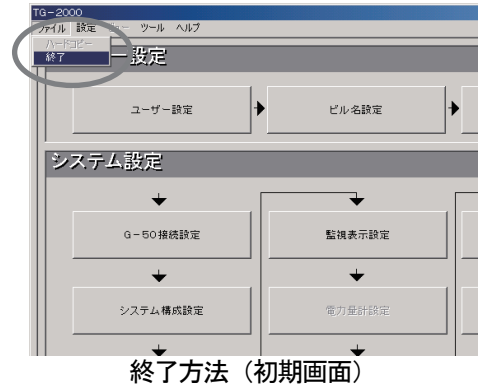 TG-2000
ファイル 設定 ツール ヘルプ
ハードコピー
終了
設定
ユーザー設定
ビル名設定
システム設定
G-50接続設定
監視表示設定
システム構成設定
電力量計設定
終了方法（初期画面）